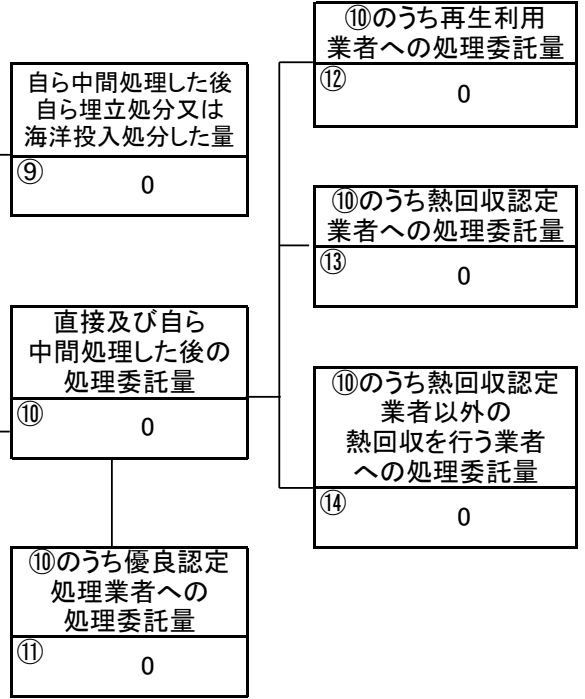 自ら中間処理した後
自ら埋立処分又は
海洋投入処分した量
⑨
0
直接及び自ら
中間処理した後の
処理委託量
⑩
0
⑩のうち優良認定
処理業者への
処理委託量
⑪
0
⑩のうち再生利用
業者への処理委託量
⑫
0
⑩のうち熱回収認定
業者への処理委託量
⑬
0
⑩のうち熱回収認定
業者以外の
熱回収を行う業者
への処理委託量
⑭
0